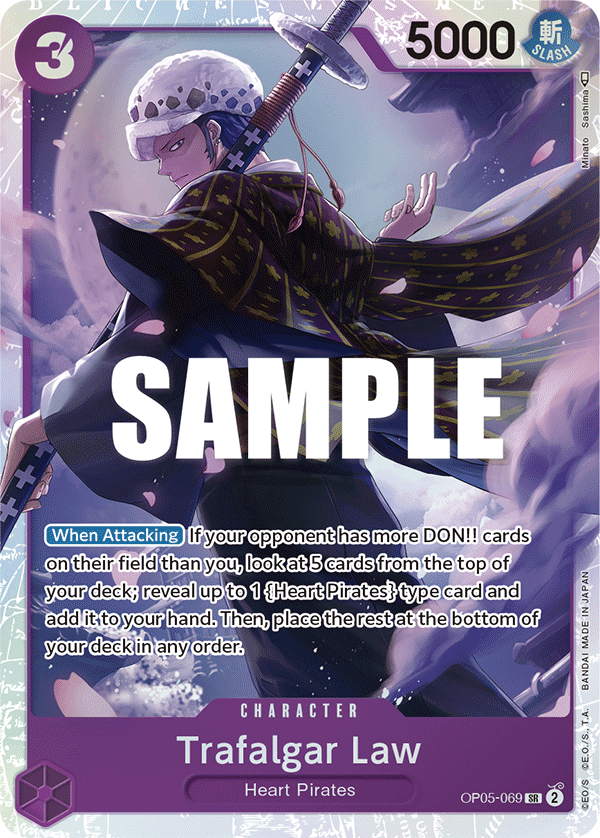 3
5000
斬
SLASH
Minato Sashima
SAMPLE
When Attacking If your opponent has more DON!! cards
on their field than you, look at 5 cards from the top of
your deck; reveal up to 1 {Heart Pirates} type card and
add it to your hand. Then, place the rest at the bottom of
your deck in any order.
CHARACTER
Trafalgar Law
Heart Pirates
OP05-069 SR 2
©EO/S ©E.O./S., T.A. BANDAI MADE IN JAPAN